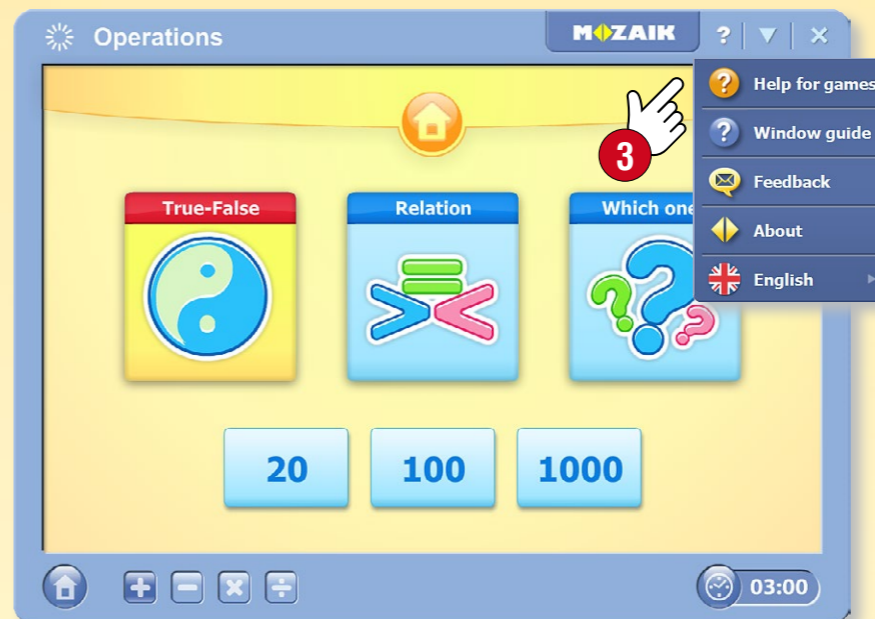 Operations
MOZAIK
?
Help for games
? Window guide
Feedback
About
English
3
True-False
Relation
Which one
20
100
1000
03:00